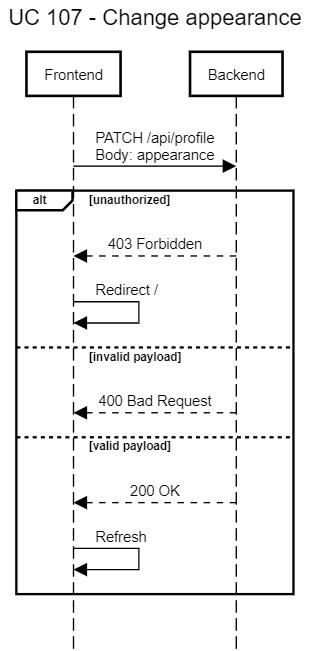 UC 107 - Change appearance
Frontend
Backend
PATCH /api/profile
Body: appearance
alt
[unauthorized]
403 Forbidden
Redirect /
[invalid payload]
400 Bad Request
[valid payload]
200 OK
Refresh